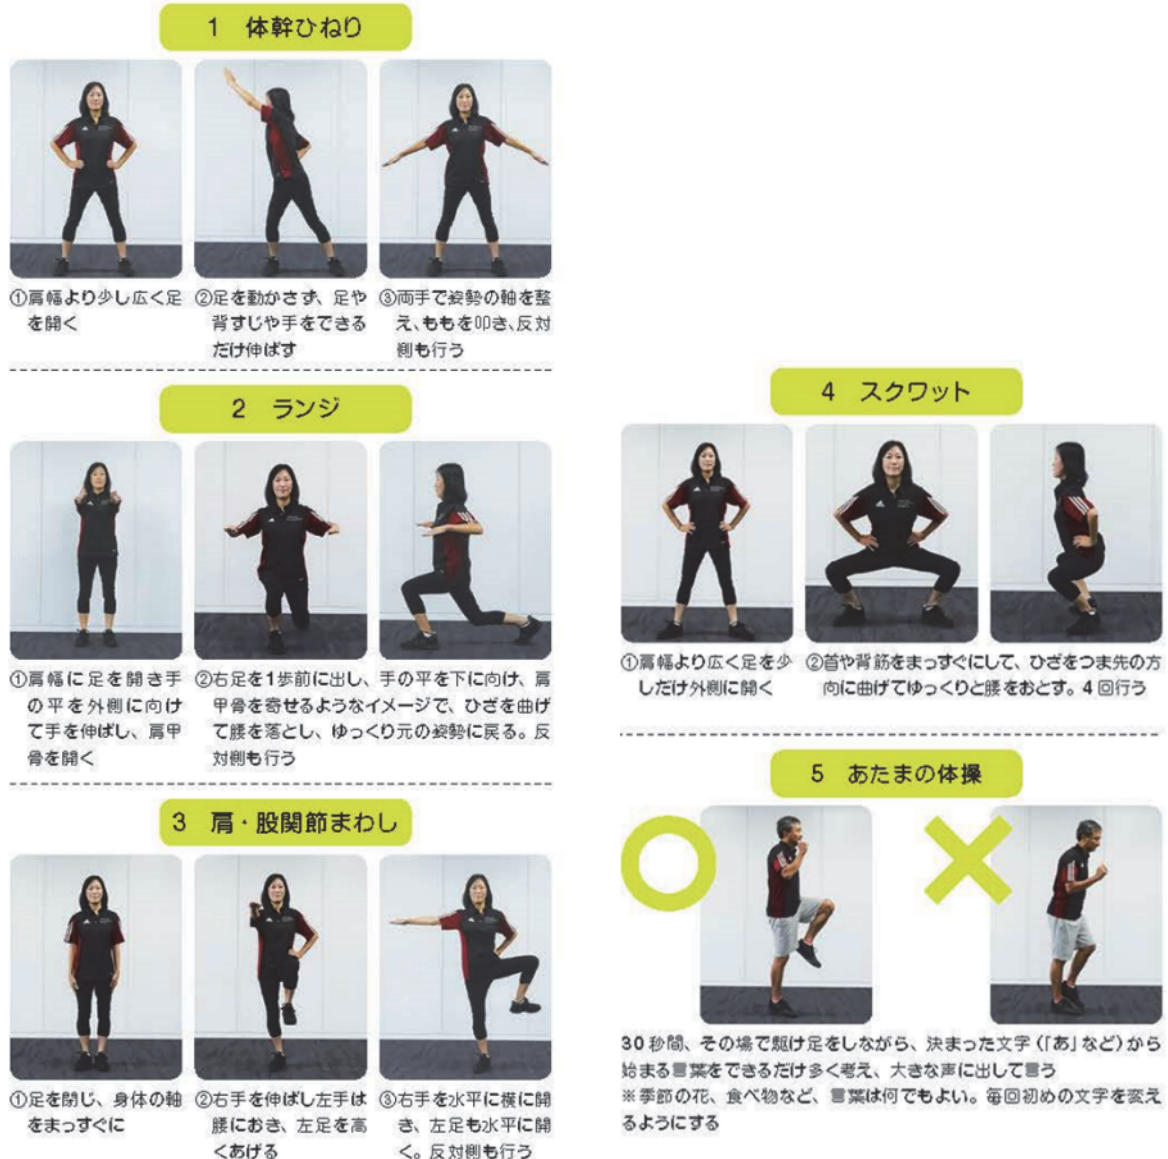 1 体幹ひねり
①肩幅より少し広く足
を開く
②足を動かさず、足や
背すじや手をできる
だけ伸ばす
③両手で姿勢の軸を整
え、ももを叩き、反対
側も行う
2 ランジ
①肩幅に足を開き手
の平を外側に向け
て手を伸ばし、肩甲
骨を開く
②右足を1歩前に出し、手の平を下に向け、肩
甲骨を寄せるようなイメージで、ひざを曲げ
て腰を落とし、ゆっくり元の姿勢に戻る。反
対側も行う
3 肩・股関節まわし
①足を閉じ、身体の軸
をまっすぐに
②右手を伸ばし左手は
腰におき、左足を高
くあげる
③右手を水平に横に開
き、左足も水平に開
く。反対側も行う
4 スクワット
①肩幅より広く足を少
しだけ外側に開く
②首や背筋をまっすぐにして、ひざをつま先の方
向に曲げてゆっくりと腰をおとす。4回行う
5 あたまの体操
30秒間、その場で駆け足をしながら、決まった文字(「あ」など)から
始まる言葉をできるだけ多く考え、大きな声に出して言う
※季節の花、食べ物など、言葉は何でもよい。毎回初めの文字を変え
るようにする